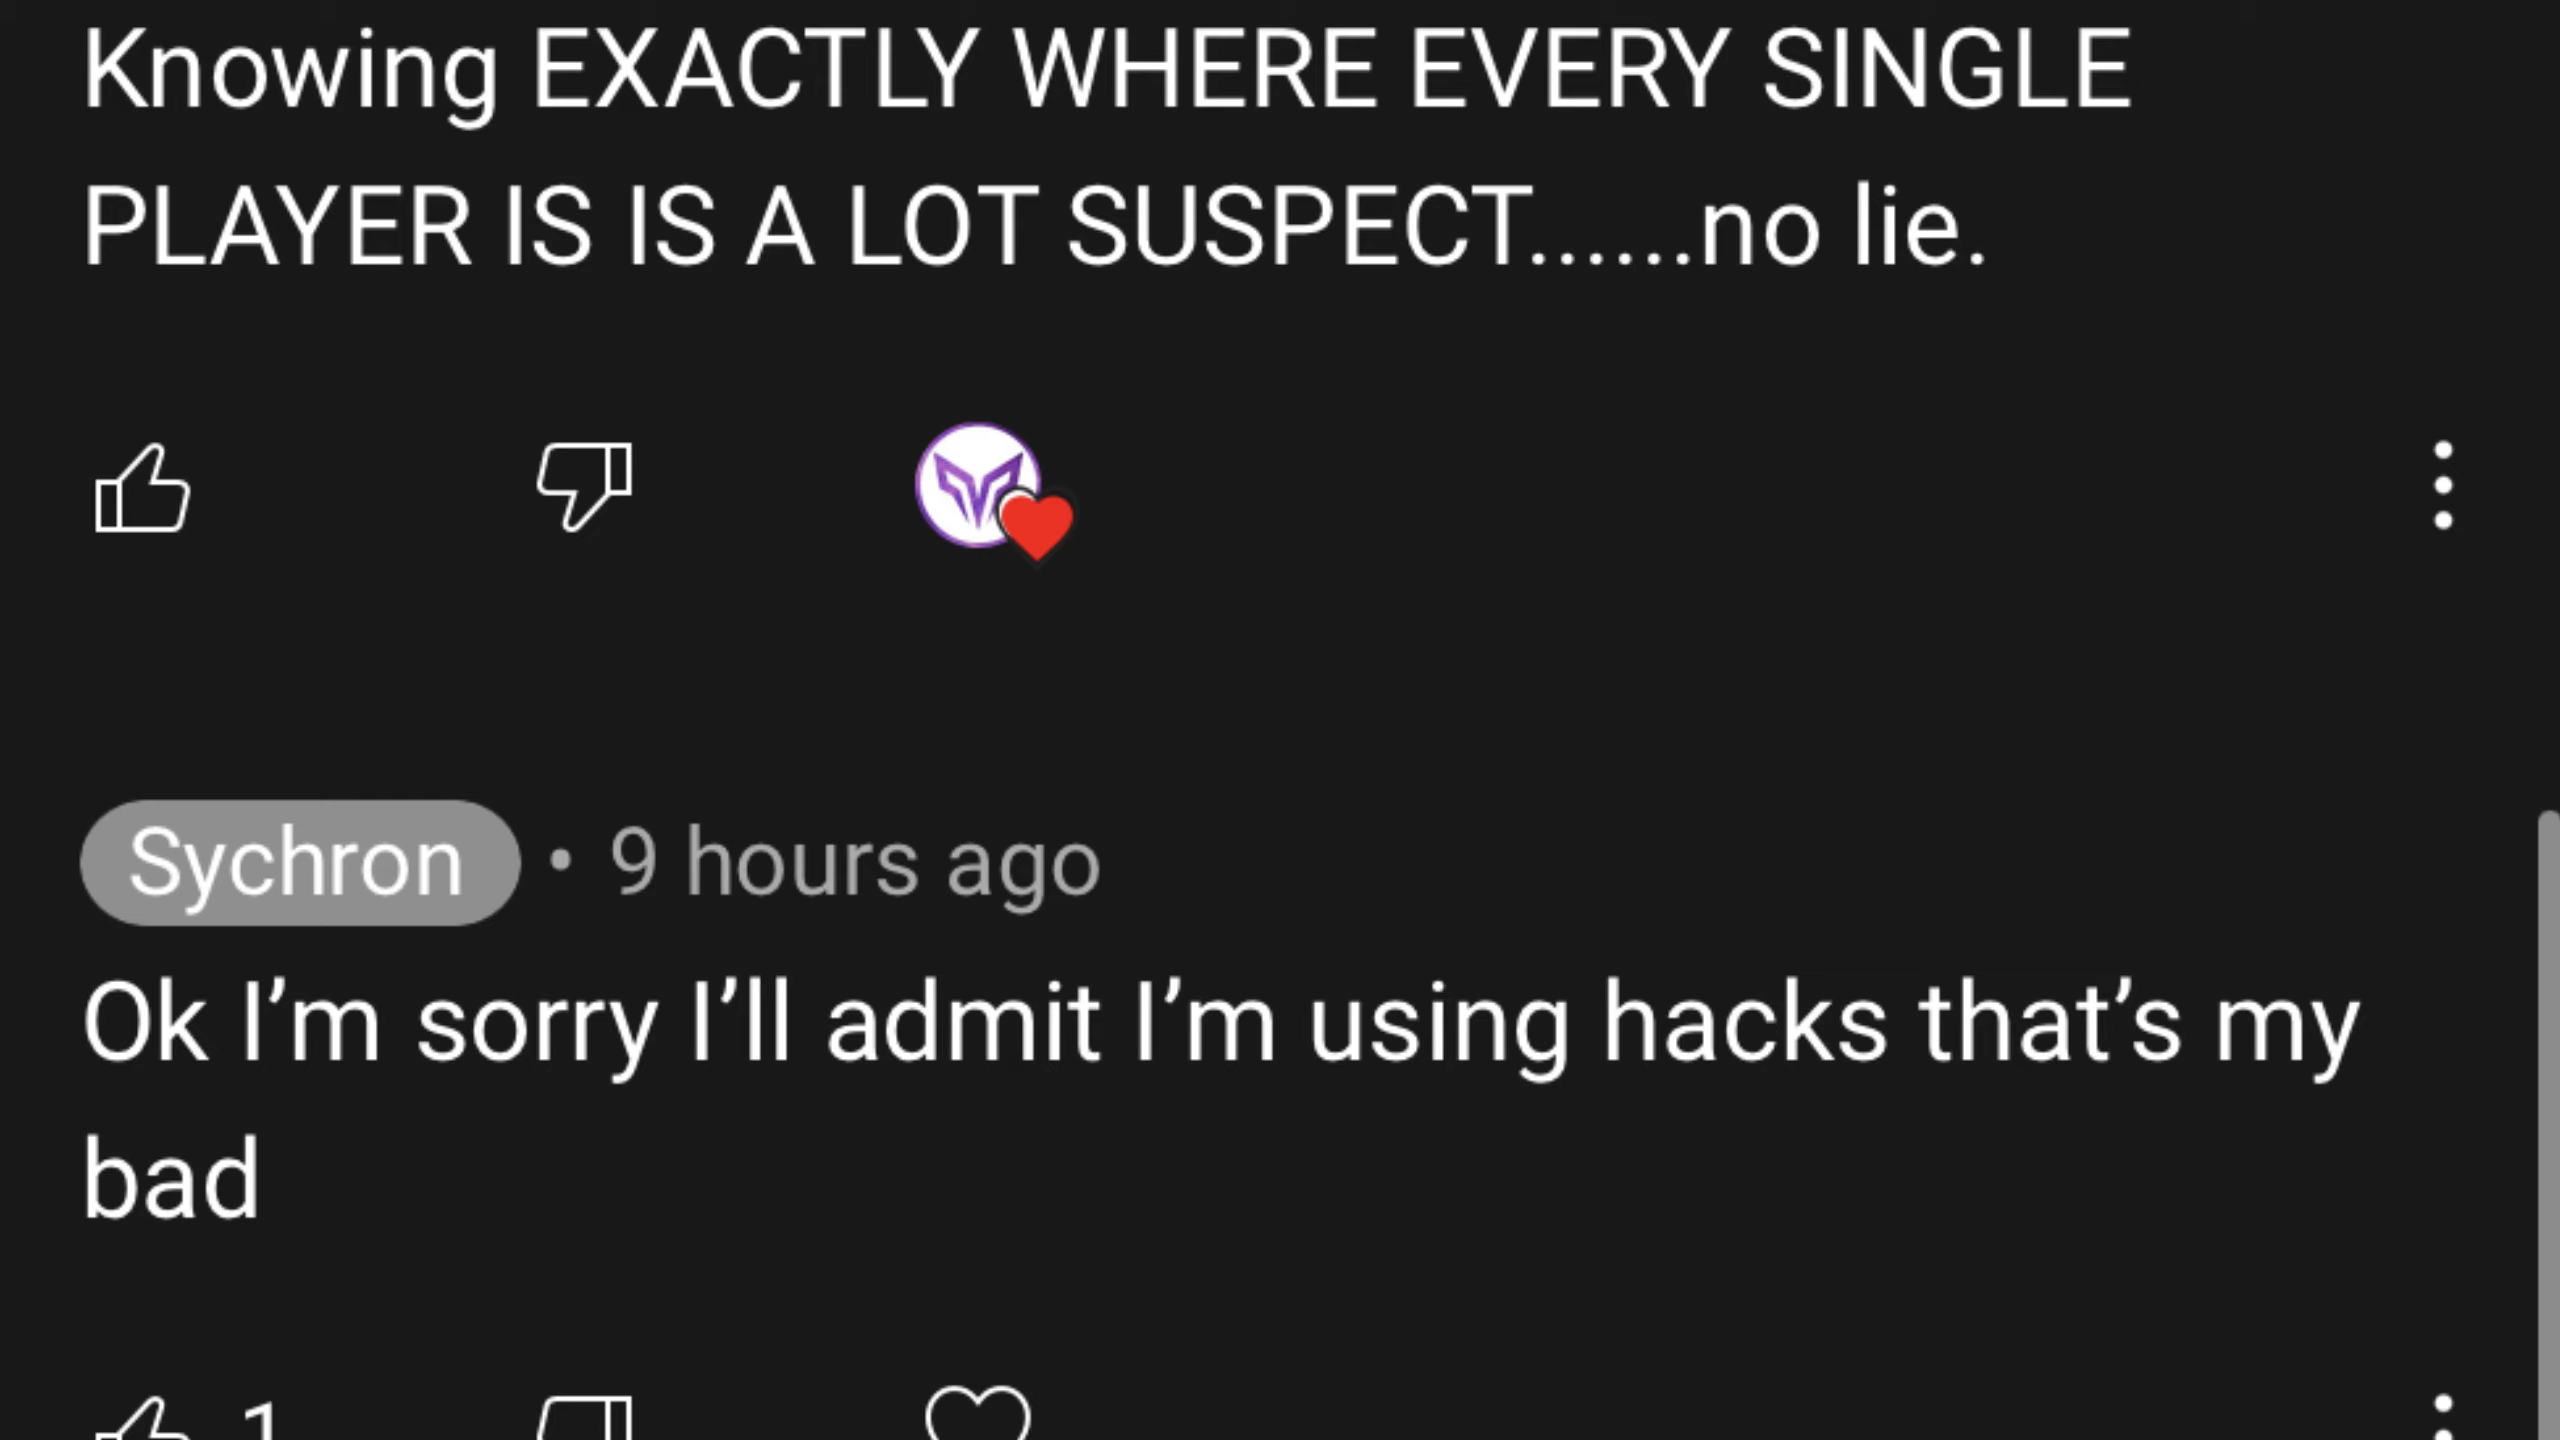 Knowing EXACTLY WHERE EVERY SINGLE
PLAYER IS IS A LOT SUSPECT......no lie.
Sychron • 9 hours ago
Ok I’m sorry I’ll admit I’m using hacks that’s my
bad
1